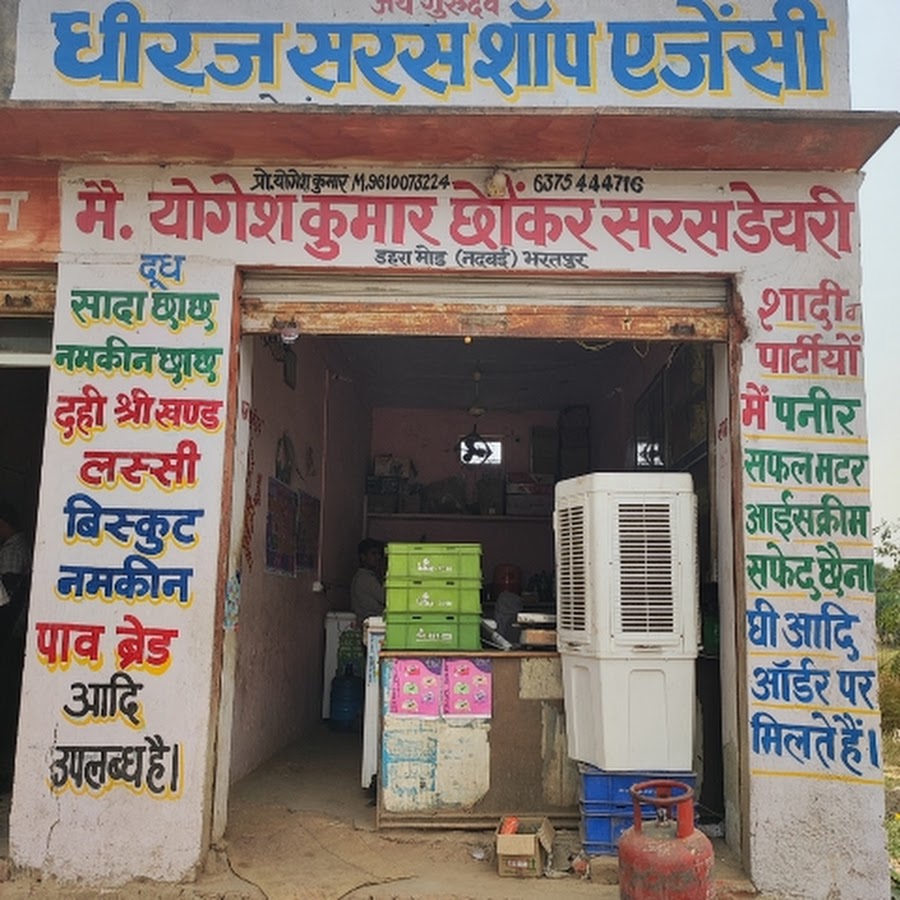 जय गुरुदेव
धीरज सरस शॉप एजेंसी
प्रो. योगेश कुमार M.9610073224 6375444716
मै. योगेश कुमार छोंकर सरस डेयरी
डहरा मोड (नदबई) भरतपुर
दूध
सादा छाछ
नमकीन छाछ
दही श्री खण्ड
लस्सी
बिस्कुट
नमकीन
पाव ब्रेड
आदि
उपलब्ध है।
शादी व
पार्टीयों
में पनीर
सफल मटर
आईसक्रीम
सफेद छैना
घी आदि
ऑर्डर पर
मिलते हैं।